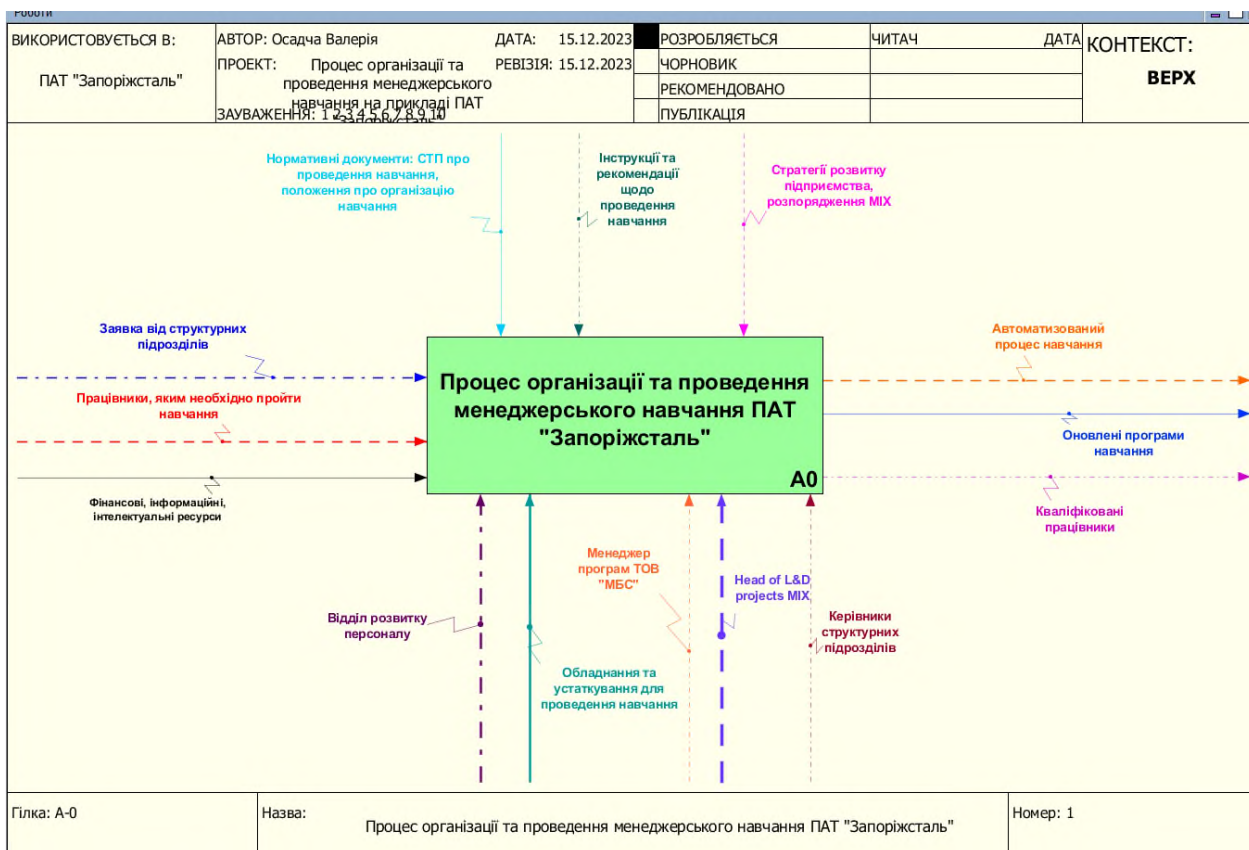 Роботи
ВИКОРИСТОВУЄТЬСЯ В:
ПАТ "Запоріжсталь"
АВТОР: Осадча Валерія
ДАТА: 15.12.2023
ПРОЕКТ: Процес організації та
проведення менеджерського
навчання на прикладі ПАТ
"Запоріжсталь"
РЕВІЗІЯ: 15.12.2023
ЗАУВАЖЕННЯ: 1 2 3 4 5 6 7 8 9 10
РОЗРОБЛЯЄТЬСЯ
ЧОРНОВИК
РЕКОМЕНДОВАНО
ПУБЛІКАЦІЯ
ЧИТАЧ
ДАТА
КОНТЕКСТ:
ВЕРХ
Нормативні документи: СТП про
проведення навчання,
положення про організацію
навчання
Інструкції та
рекомендації
щодо
проведення
навчання
Стратегії розвитку
підприємства,
розпорядження МІХ
Заявка від структурних
підрозділів
Працівники, яким необхідно пройти
навчання
Фінансові, інформаційні,
інтелектуальні ресурси
Процес організації та проведення
менеджерського навчання ПАТ
"Запоріжсталь"
A0
Автоматизований
процес навчання
Оновлені програми
навчання
Кваліфіковані
працівники
Відділ розвитку
персоналу
Обладнання та
устаткування для
проведення навчання
Менеджер
програм ТОВ
"МБС"
Head of L&D
projects MIX
Керівники
структурних
підрозділів
Гілка: A-0
Назва:
Процес організації та проведення менеджерського навчання ПАТ "Запоріжсталь"
Номер: 1